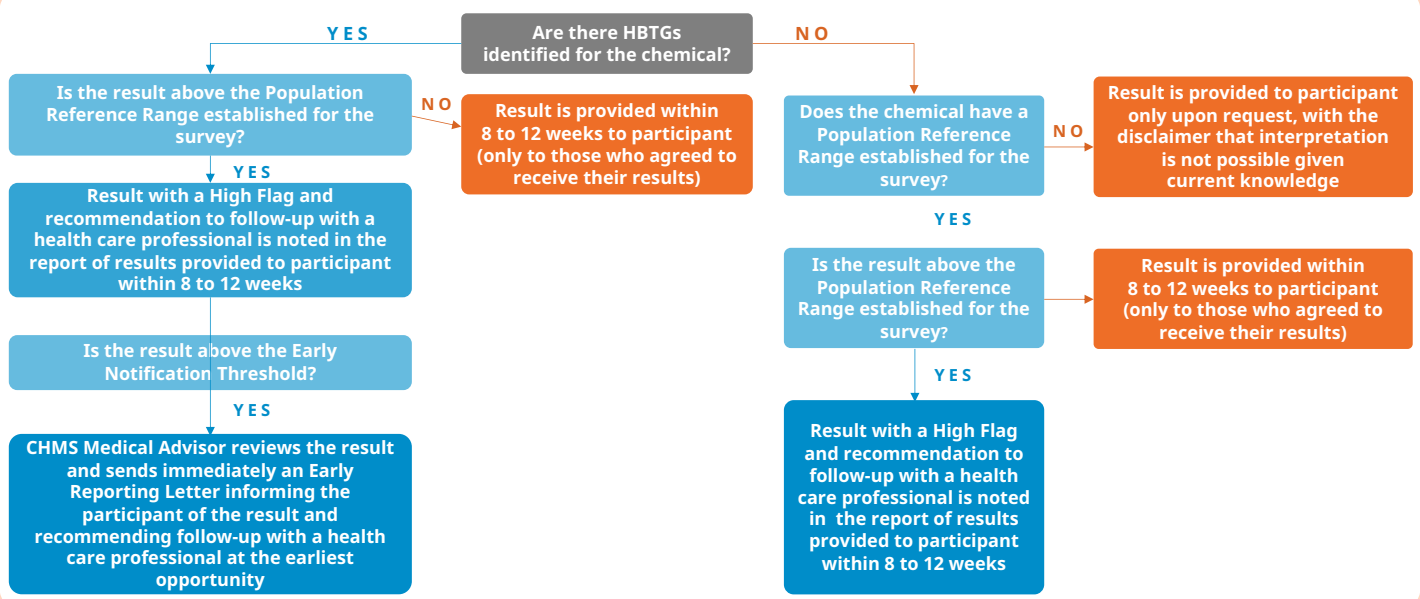 YES
Are there HBTGs
identified for the chemical?
NO
Is the result above the Population
Reference Range established for the
survey?
NO
Result is provided within
8 to 12 weeks to participant
(only to those who agreed to
receive their results)
YES
Result with a High Flag and
recommendation to follow-up with a
health care professional is noted in the
report of results provided to participant
within 8 to 12 weeks
Is the result above the Early
Notification Threshold?
YES
CHMS Medical Advisor reviews the result
and sends immediately an Early
Reporting Letter informing the
participant of the result and
recommending follow-up with a health
care professional at the earliest
opportunity
Does the chemical have a
Population Reference
Range established for the
survey?
NO
Result is provided to participant
only upon request, with the
disclaimer that interpretation
is not possible given
current knowledge
YES
Is the result above the
Population Reference
Range established for the
survey?
Result is provided within
8 to 12 weeks to participant
(only to those who agreed to
receive their results)
YES
Result with a High Flag
and recommendation to
follow-up with a health
care professional is noted
in the report of results
provided to participant
within 8 to 12 weeks